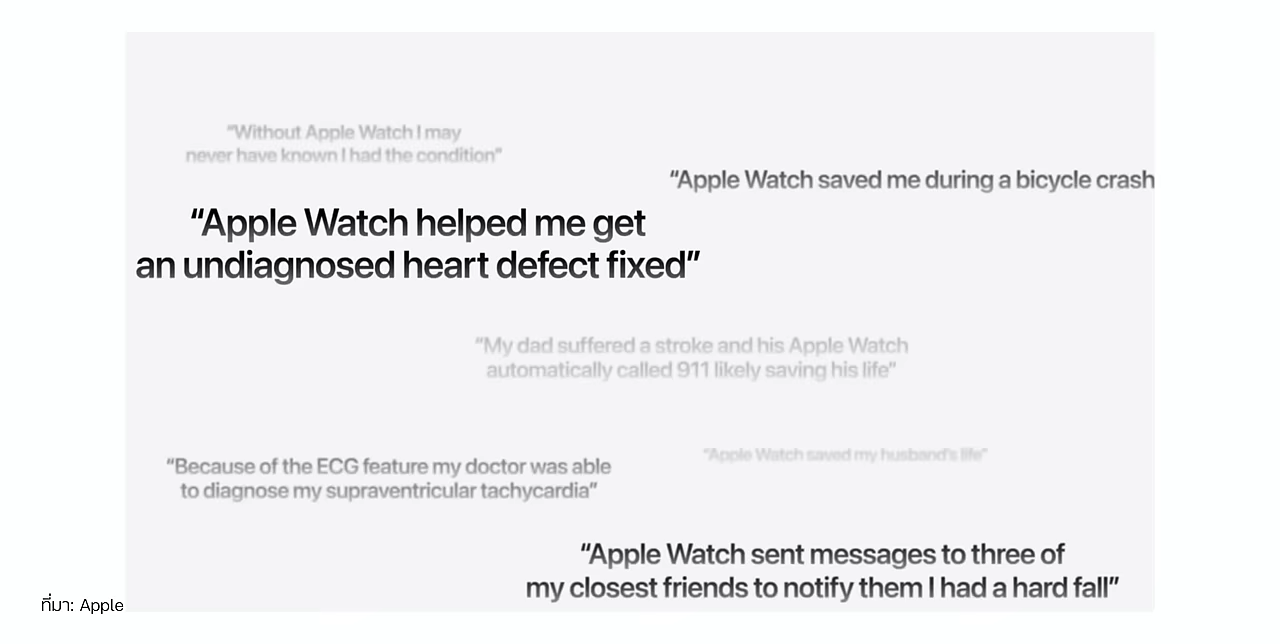 “Without Apple Watch I may
never have known I had the condition”
“Apple Watch saved me during a bicycle crash
“Apple Watch helped me get
an undiagnosed heart defect fixed”
“My dad suffered a stroke and his Apple Watch
automatically called 911 likely saving his life”
“Because of the ECG feature my doctor was able
to diagnose my supraventricular tachycardia”
“Apple Watch saved my husband’s life”
“Apple Watch sent messages to three of
my closest friends to notify them I had a hard fall”
ที่มา: Apple